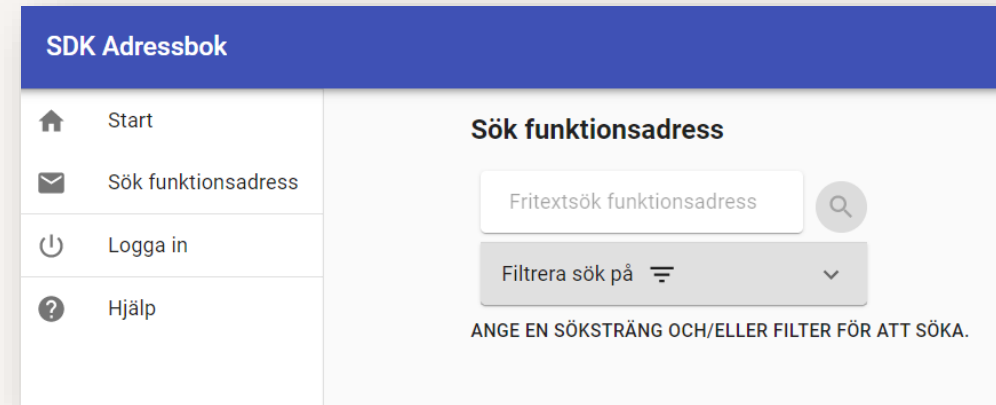 SDK Adressbok
Start
Sök funktionsadress
Logga in
Hjälp
Sök funktionsadress
Fritextsök funktionsadress
Filtrera sök på
ANGE EN SÖKSTRÄNG OCH/ELLER FILTER FÖR ATT SÖKA.